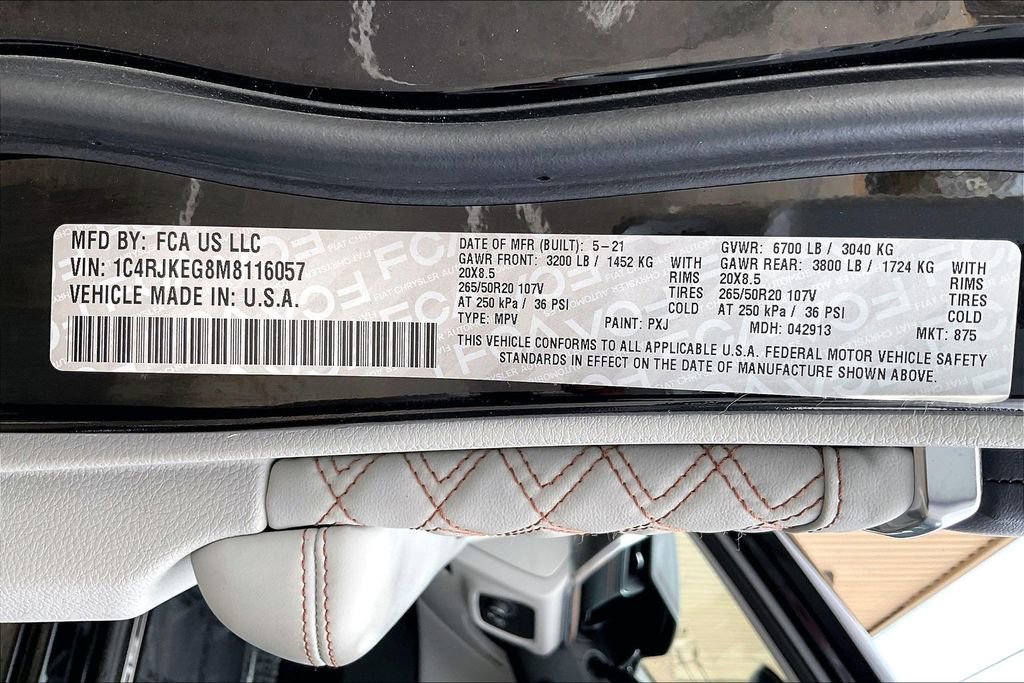 MFD BY: FCA US LLC
VIN: 1C4RJKEG8M8116057
VEHICLE MADE IN: U.S.A.
DATE OF MFR (BUILT): 5-21
GAWR FRONT: 3200 LB / 1452 KG WITH
20X8.5 RIMS
265/50R20 107V TIRES
AT 250 kPa / 36 PSI COLD
TYPE: MPV PAINT: PXJ
GVWR: 6700 LB / 3040 KG
GAWR REAR: 3800 LB / 1724 KG WITH
20X8.5 RIMS
265/50R20 107V TIRES
AT 250 kPa / 36 PSI COLD
MDH: 042913 MKT: 875
THIS VEHICLE CONFORMS TO ALL APPLICABLE U.S.A. FEDERAL MOTOR VEHICLE SAFETY
STANDARDS IN EFFECT ON THE DATE OF MANUFACTURE SHOWN ABOVE.